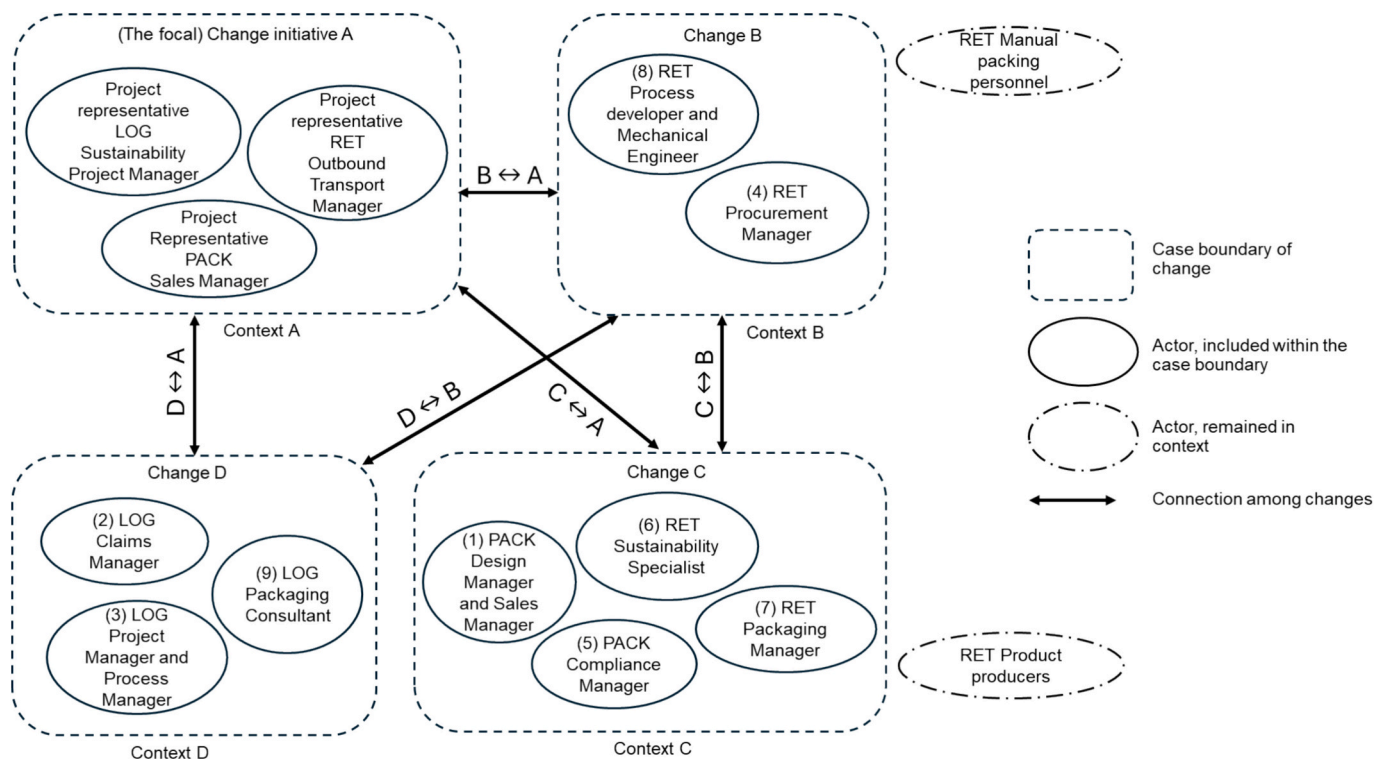 (The focal) Change initiative A
Project
representative
LOG
Sustainability
Project Manager
Project
representative
RET
Outbound
Transport
Manager
Project
Representative
PACK
Sales Manager
Context A
B ↔ A
Change B
(8) RET
Process
developer and
Mechanical
Engineer
(4) RET
Procurement
Manager
Context B
RET Manual
packing
personnel
D ↔ A
D ↔ B
C ↔ A
C ↔ B
Change D
(2) LOG
Claims
Manager
(9) LOG
Packaging
Consultant
(3) LOG
Project
Manager and
Process
Manager
Context D
Change C
(1) PACK
Design
Manager
and Sales
Manager
(6) RET
Sustainability
Specialist
(5) PACK
Compliance
Manager
(7) RET
Packaging
Manager
Context C
RET Product
producers
Case boundary of
change
Actor, included within the
case boundary
Actor, remained in
context
Connection among changes